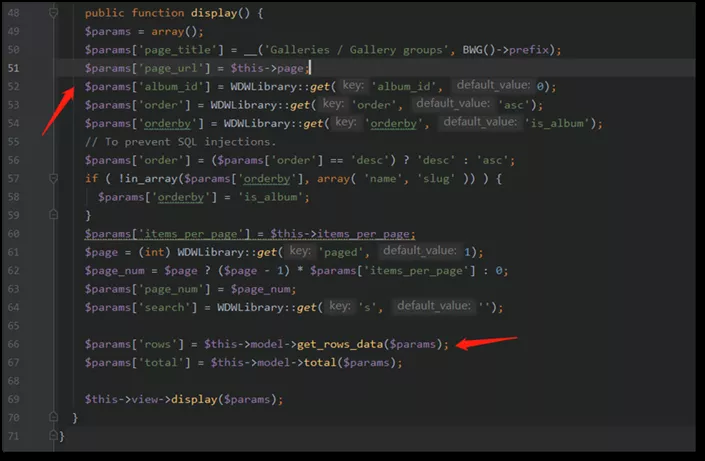 48 public function display() {
49 $params = array();
50 $params['page_title'] = __('Galleries / Gallery groups', BWG()->prefix);
51 $params['page_url'] = $this->page;
52 $params['album_id'] = WDWLibrary::get( key: 'album_id', default_value: 0);
53 $params['order'] = WDWLibrary::get( key: 'order', default_value: 'asc');
54 $params['orderby'] = WDWLibrary::get( key: 'orderby', default_value: 'is_album');
55 // To prevent SQL injections.
56 $params['order'] = ($params['order'] == 'desc') ? 'desc' : 'asc';
57 if ( !in_array($params['orderby'], array( 'name', 'slug' )) ) {
58 $params['orderby'] = 'is_album';
59 }
60 $params['items_per_page'] = $this->items_per_page;
61 $page = (int) WDWLibrary::get( key: 'paged', default_value: 1);
62 $page_num = $page ? ($page - 1) * $params['items_per_page'] : 0;
63 $params['page_num'] = $page_num;
64 $params['search'] = WDWLibrary::get( key: 's', default_value: '');
65
66 $params['rows'] = $this->model->get_rows_data($params);
67 $params['total'] = $this->model->total($params);
68
69 $this->view->display($params);
70 }
71 }